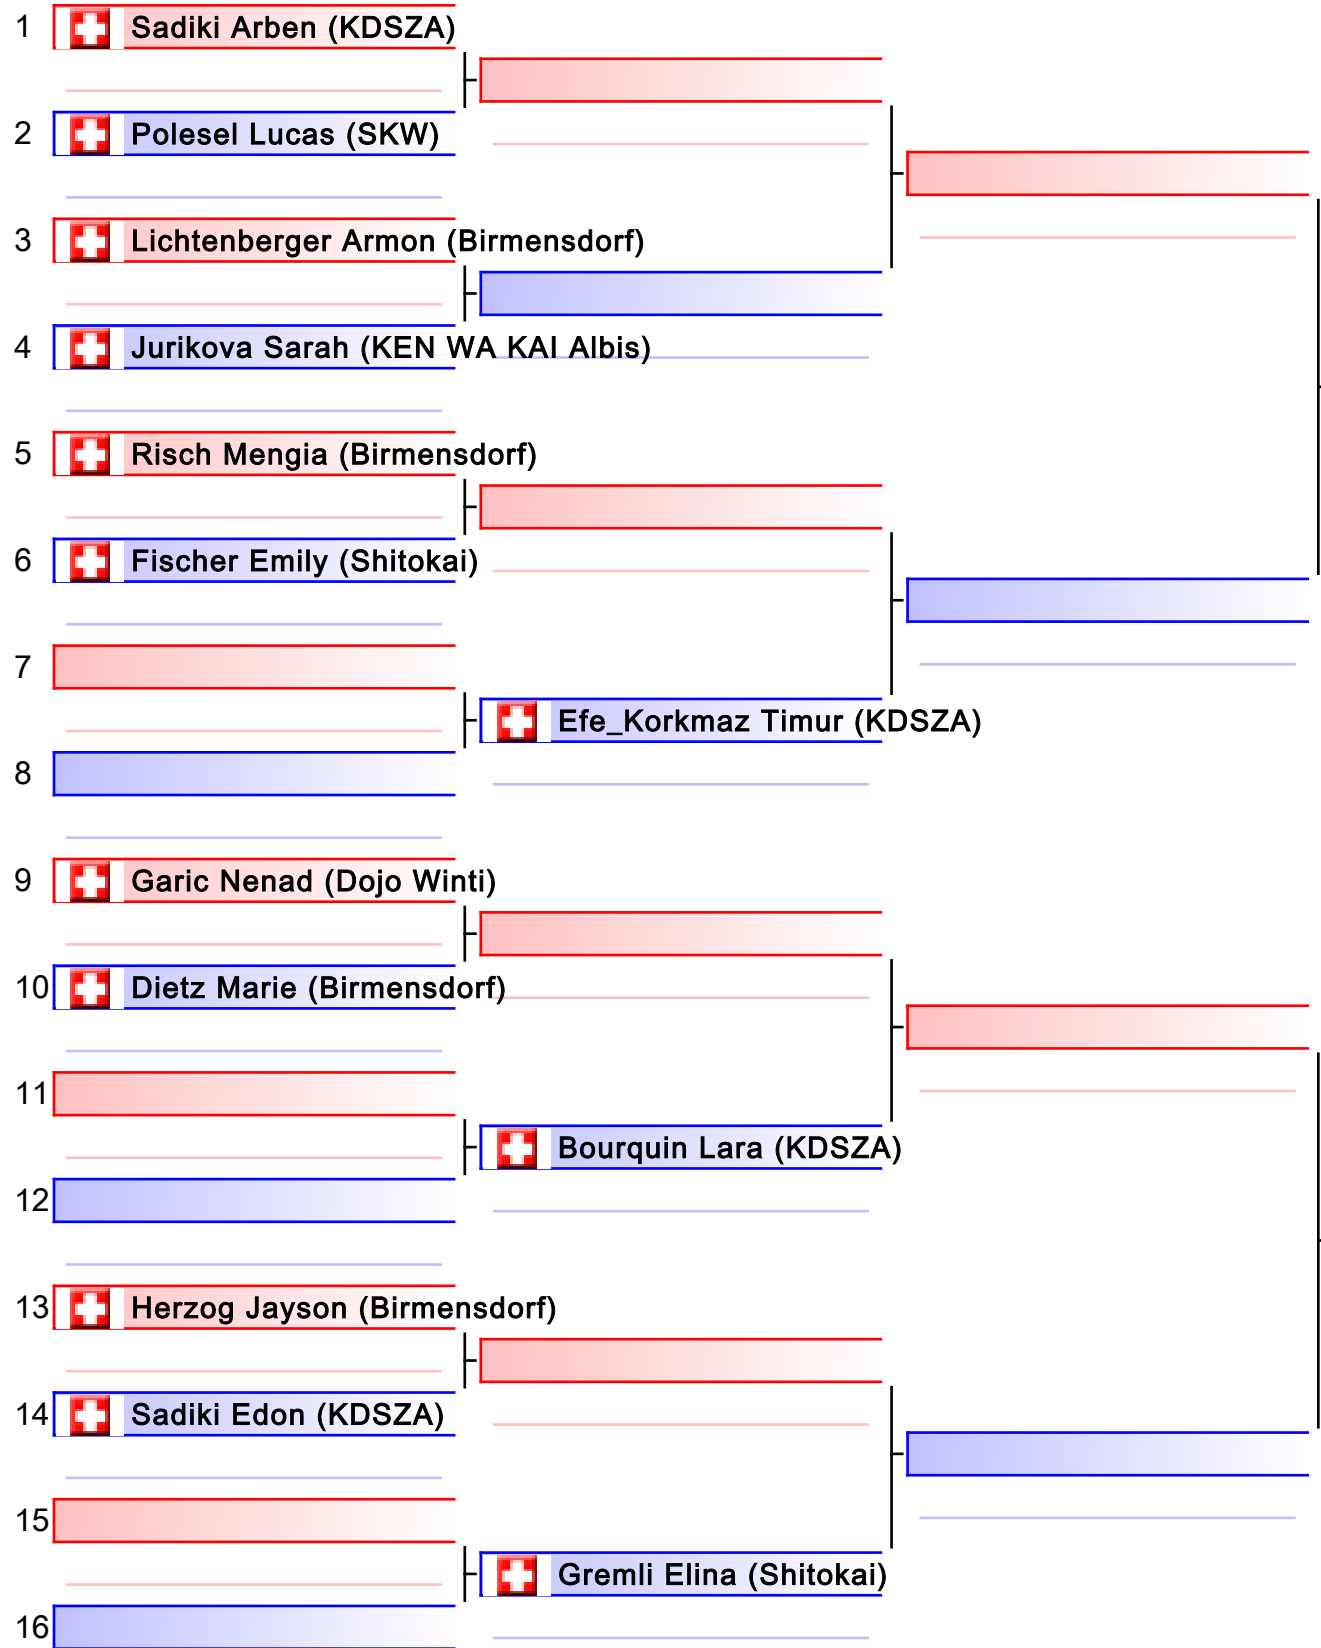 1 Sadiki Arben (KDSZA)
2 Polesel Lucas (SKW)
3 Lichtenberger Armon (Birmensdorf)
4 Jurikova Sarah (KEN WA KAI Albis)
5 Risch Mengia (Birmensdorf)
6 Fischer Emily (Shitokai)
7
Efe_Korkmaz Timur (KDSZA)
8
9 Garic Nenad (Dojo Winti)
10 Dietz Marie (Birmensdorf)
11
Bourquin Lara (KDSZA)
12
13 Herzog Jayson (Birmensdorf)
14 Sadiki Edon (KDSZA)
15
Gremli Elina (Shitokai)
16